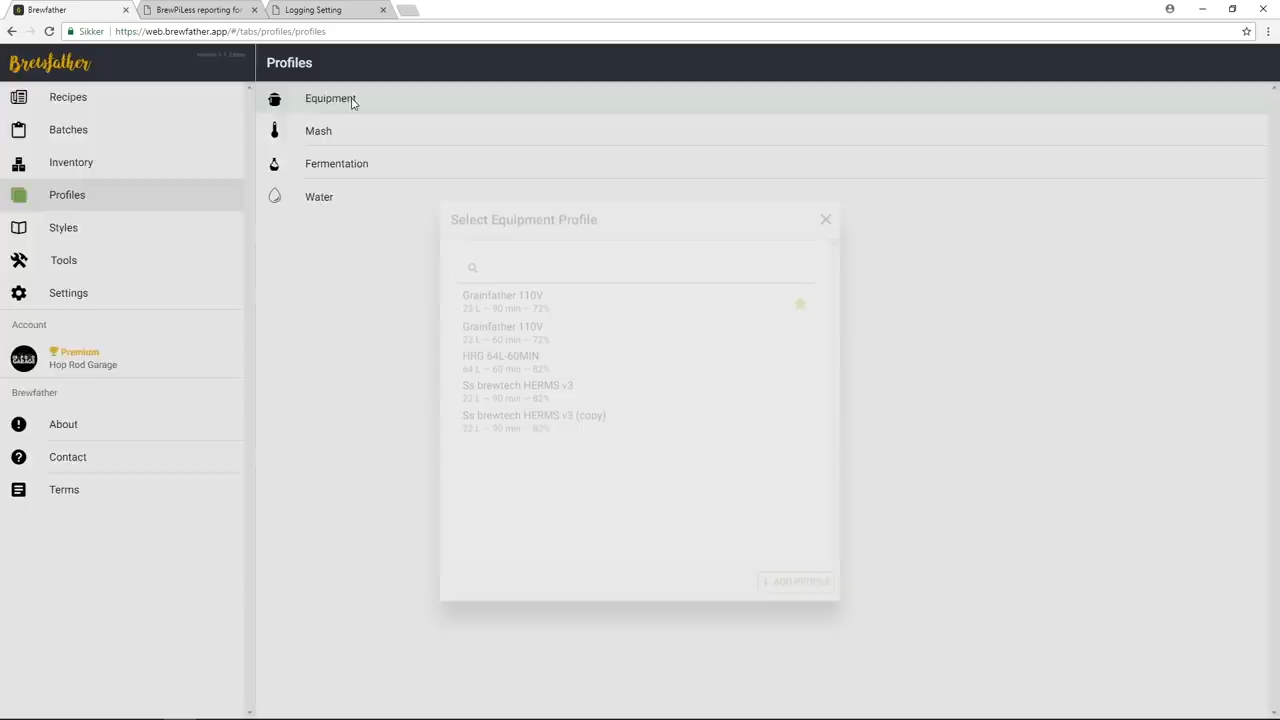 Brewfather
BrewPiLess reporting for
Logging Setting
Sikker
https://web.brewfather.app/#/tabs/profiles/profiles
Brewfather
Profiles
Recipes
Batches
Inventory
Profiles
Styles
Tools
Settings
Account
Premium
Hop Rod Garage
Brewfather
About
Contact
Terms
Equipment
Mash
Fermentation
Water
Select Equipment Profile
Grainfather 110V
23 L – 90 min – 72%
Grainfather 110V
23 L – 60 min – 72%
HRG 64L-60MIN
64 L – 60 min – 82%
Ss brewtech HERMS v3
22 L – 90 min – 82%
Ss brewtech HERMS v3 (copy)
22 L – 90 min – 82%
ADD PROFILE